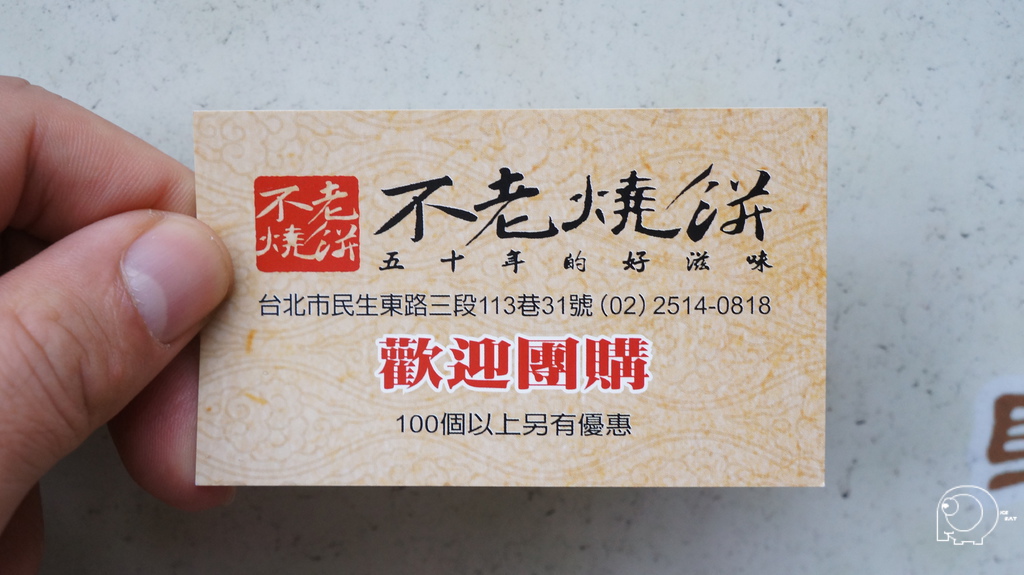 不老燒餅
不老燒餅
五十年的好滋味
台北市民生東路三段113巷31號(02)2514-0818
歡迎團購
100個以上另有優惠